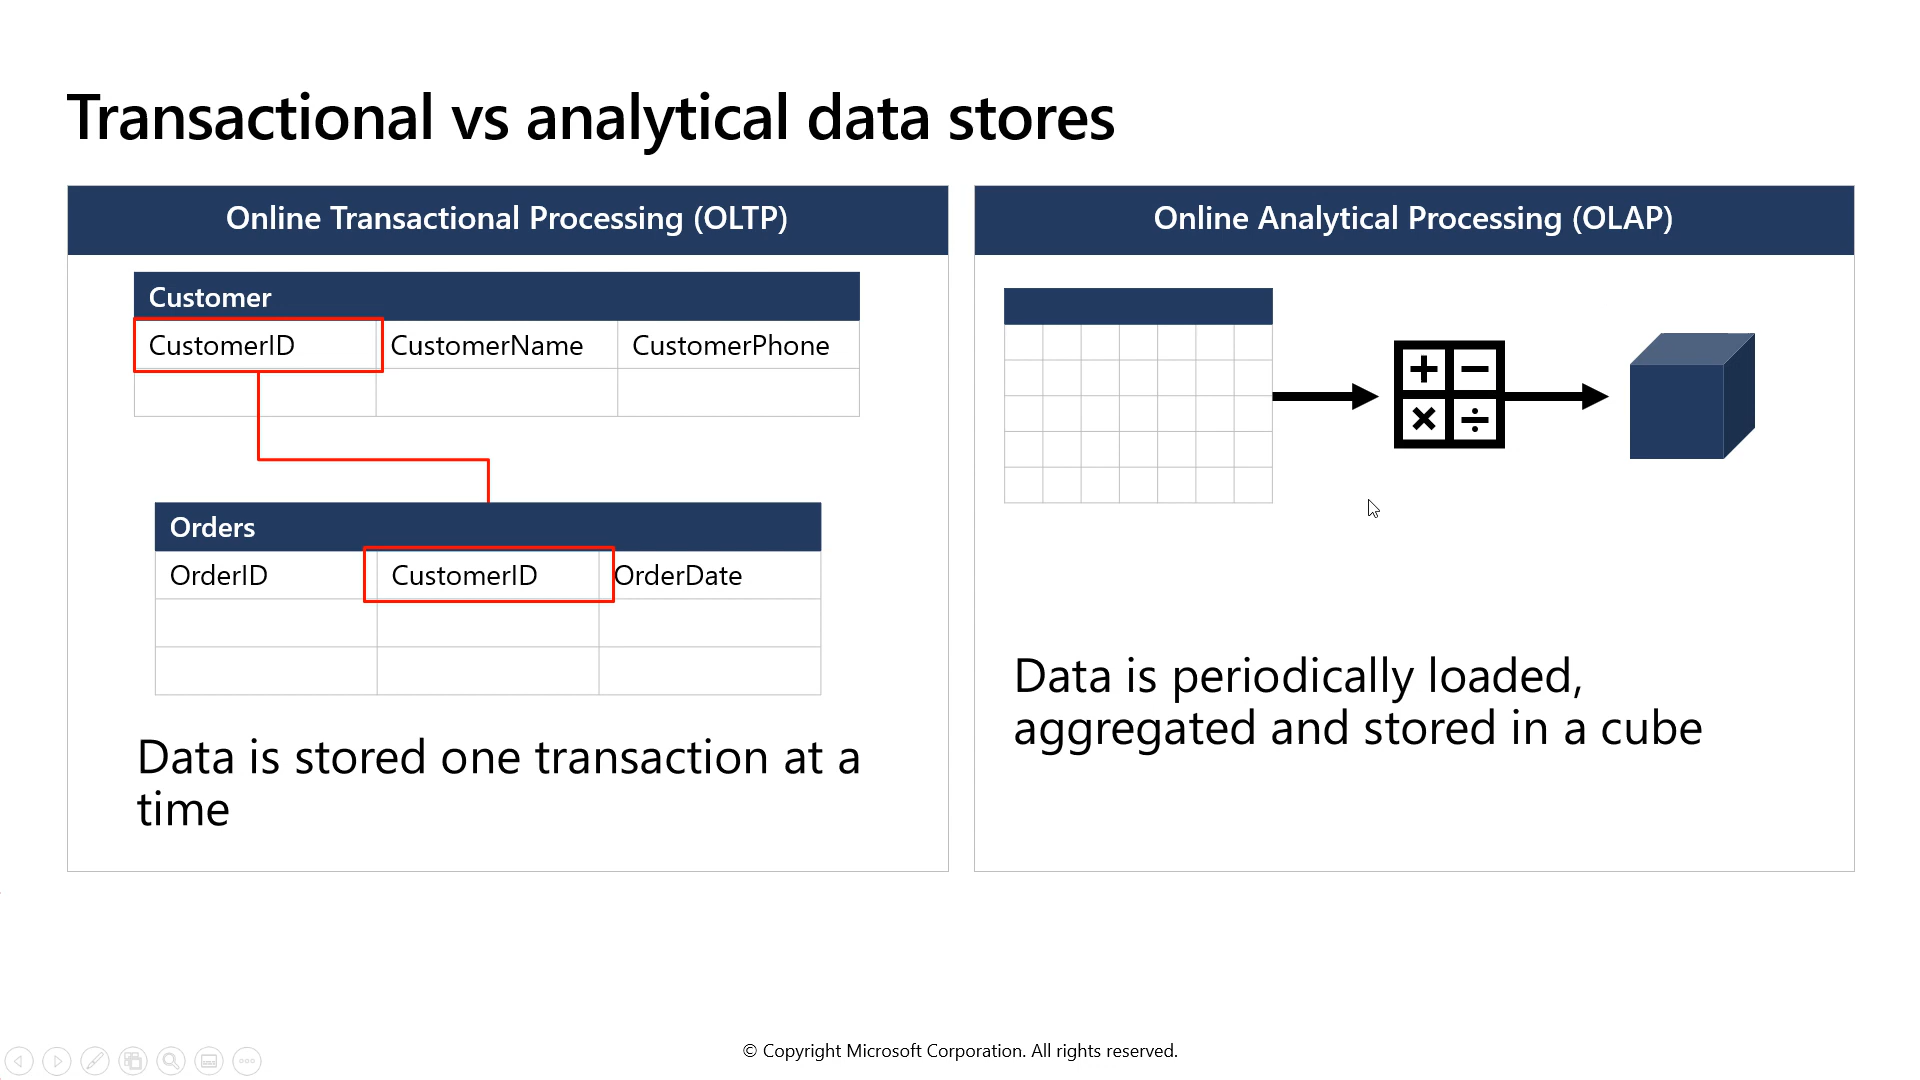 Transactional vs analytical data stores
Online Transactional Processing (OLTP)
Customer
CustomerID CustomerName CustomerPhone
Orders
OrderID CustomerID OrderDate
Data is stored one transaction at a
time
Online Analytical Processing (OLAP)
Data is periodically loaded,
aggregated and stored in a cube
© Copyright Microsoft Corporation. All rights reserved.